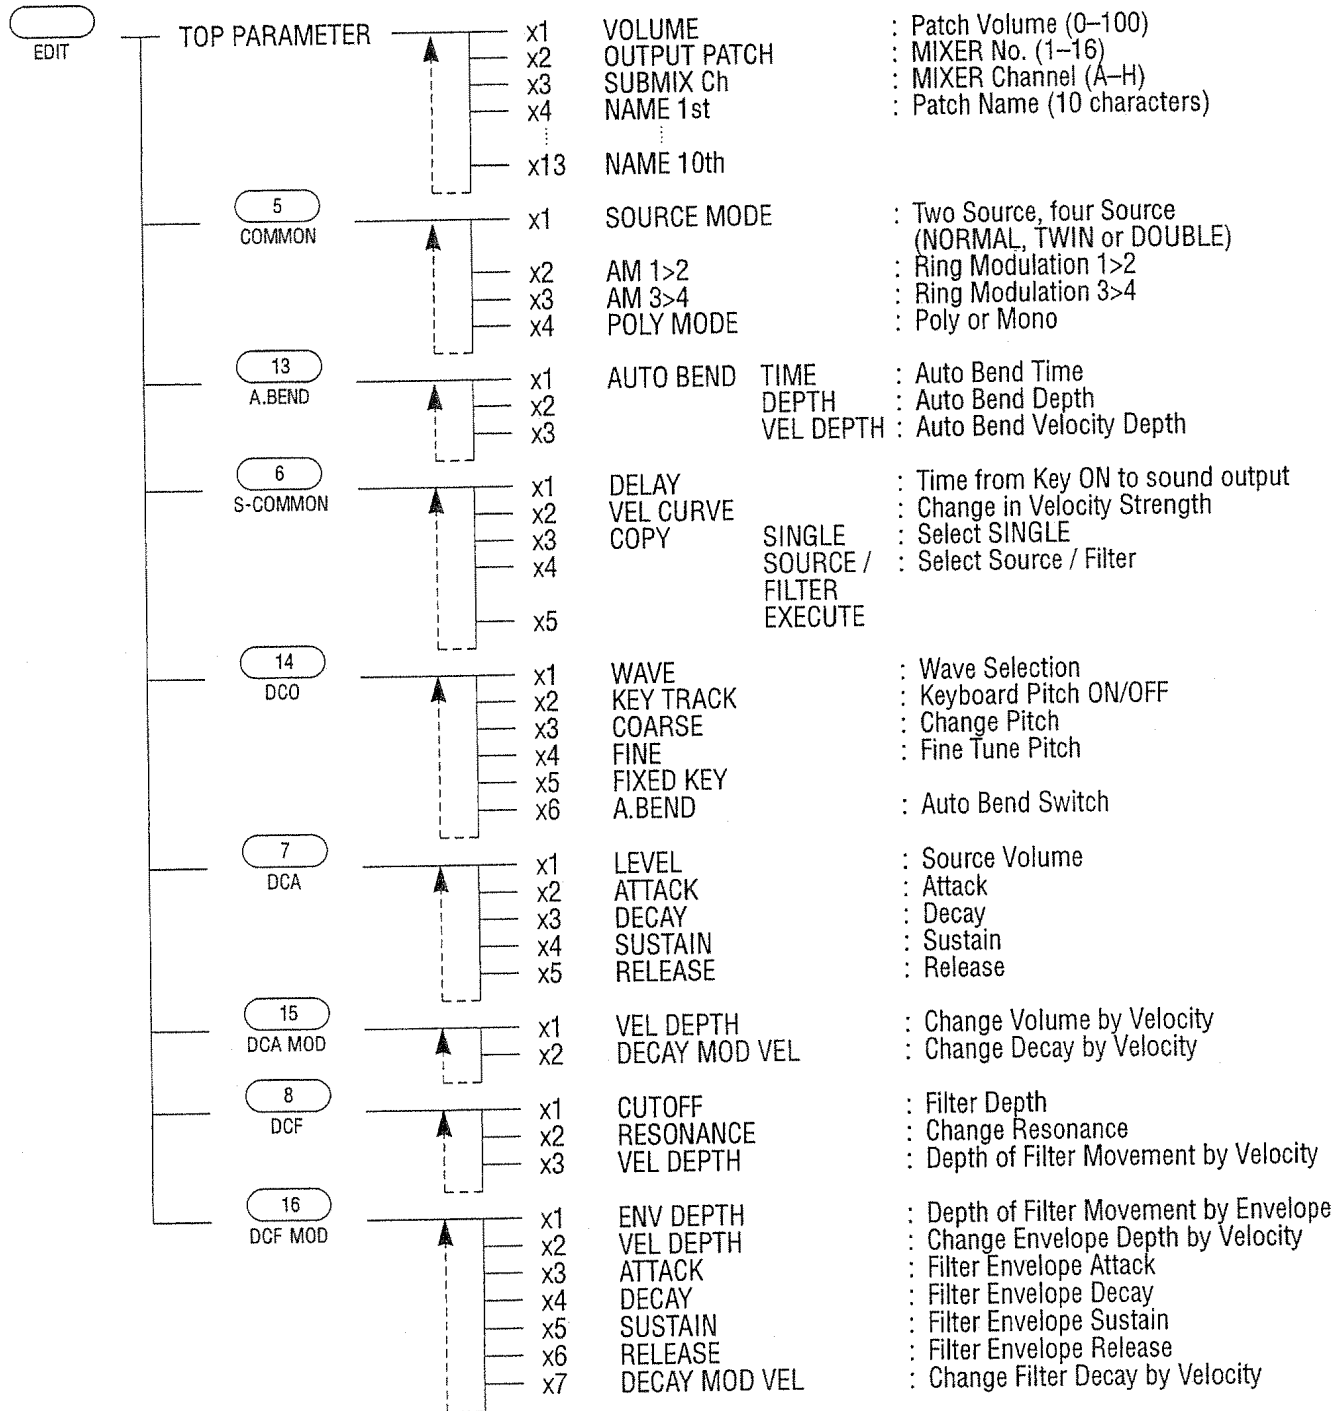 EDIT
TOP PARAMETER x1 VOLUME : Patch Volume (0–100)
x2 OUTPUT PATCH : MIXER No. (1–16)
x3 SUBMIX Ch : MIXER Channel (A–H)
x4 NAME 1st : Patch Name (10 characters)
x13 NAME 10th
5 COMMON x1 SOURCE MODE : Two Source, four Source
(NORMAL, TWIN or DOUBLE)
x2 AM 1>2 : Ring Modulation 1>2
x3 AM 3>4 : Ring Modulation 3>4
x4 POLY MODE : Poly or Mono
13 A.BEND x1 AUTO BEND TIME : Auto Bend Time
x2 DEPTH : Auto Bend Depth
x3 VEL DEPTH : Auto Bend Velocity Depth
6 S-COMMON x1 DELAY : Time from Key ON to sound output
x2 VEL CURVE : Change in Velocity Strength
x3 COPY SINGLE : Select SINGLE
x4 SOURCE / : Select Source / Filter
FILTER
x5 EXECUTE
14 DCO x1 WAVE : Wave Selection
x2 KEY TRACK : Keyboard Pitch ON/OFF
x3 COARSE : Change Pitch
x4 FINE : Fine Tune Pitch
x5 FIXED KEY
x6 A.BEND : Auto Bend Switch
7 DCA x1 LEVEL : Source Volume
x2 ATTACK : Attack
x3 DECAY : Decay
x4 SUSTAIN : Sustain
x5 RELEASE : Release
15 DCA MOD x1 VEL DEPTH : Change Volume by Velocity
x2 DECAY MOD VEL : Change Decay by Velocity
8 DCF x1 CUTOFF : Filter Depth
x2 RESONANCE : Change Resonance
x3 VEL DEPTH : Depth of Filter Movement by Velocity
16 DCF MOD x1 ENV DEPTH : Depth of Filter Movement by Envelope
x2 VEL DEPTH : Change Envelope Depth by Velocity
x3 ATTACK : Filter Envelope Attack
x4 DECAY : Filter Envelope Decay
x5 SUSTAIN : Filter Envelope Sustain
x6 RELEASE : Filter Envelope Release
x7 DECAY MOD VEL : Change Filter Decay by Velocity